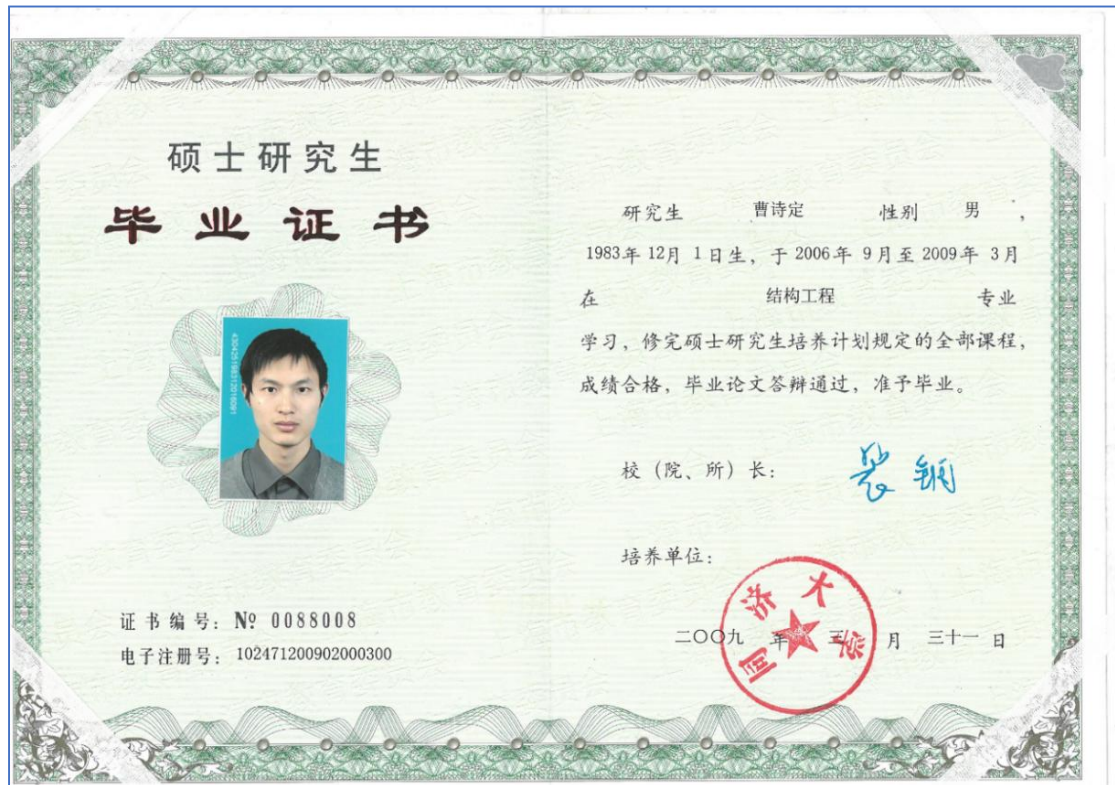 硕士研究生
毕业证书
430425198312018091
证书编号：№ 0088008
电子注册号：102471200902000300
研究生 曹诗定 性别 男 ，
1983年 12月 1日生，于 2006年 9月至 2009年 3月
在 结构工程 专业
学习，修完硕士研究生培养计划规定的全部课程，
成绩合格，毕业论文答辩通过，准予毕业。
校（院、所）长：
培养单位：
同济大学
二〇〇九 年 三 月 三十一 日